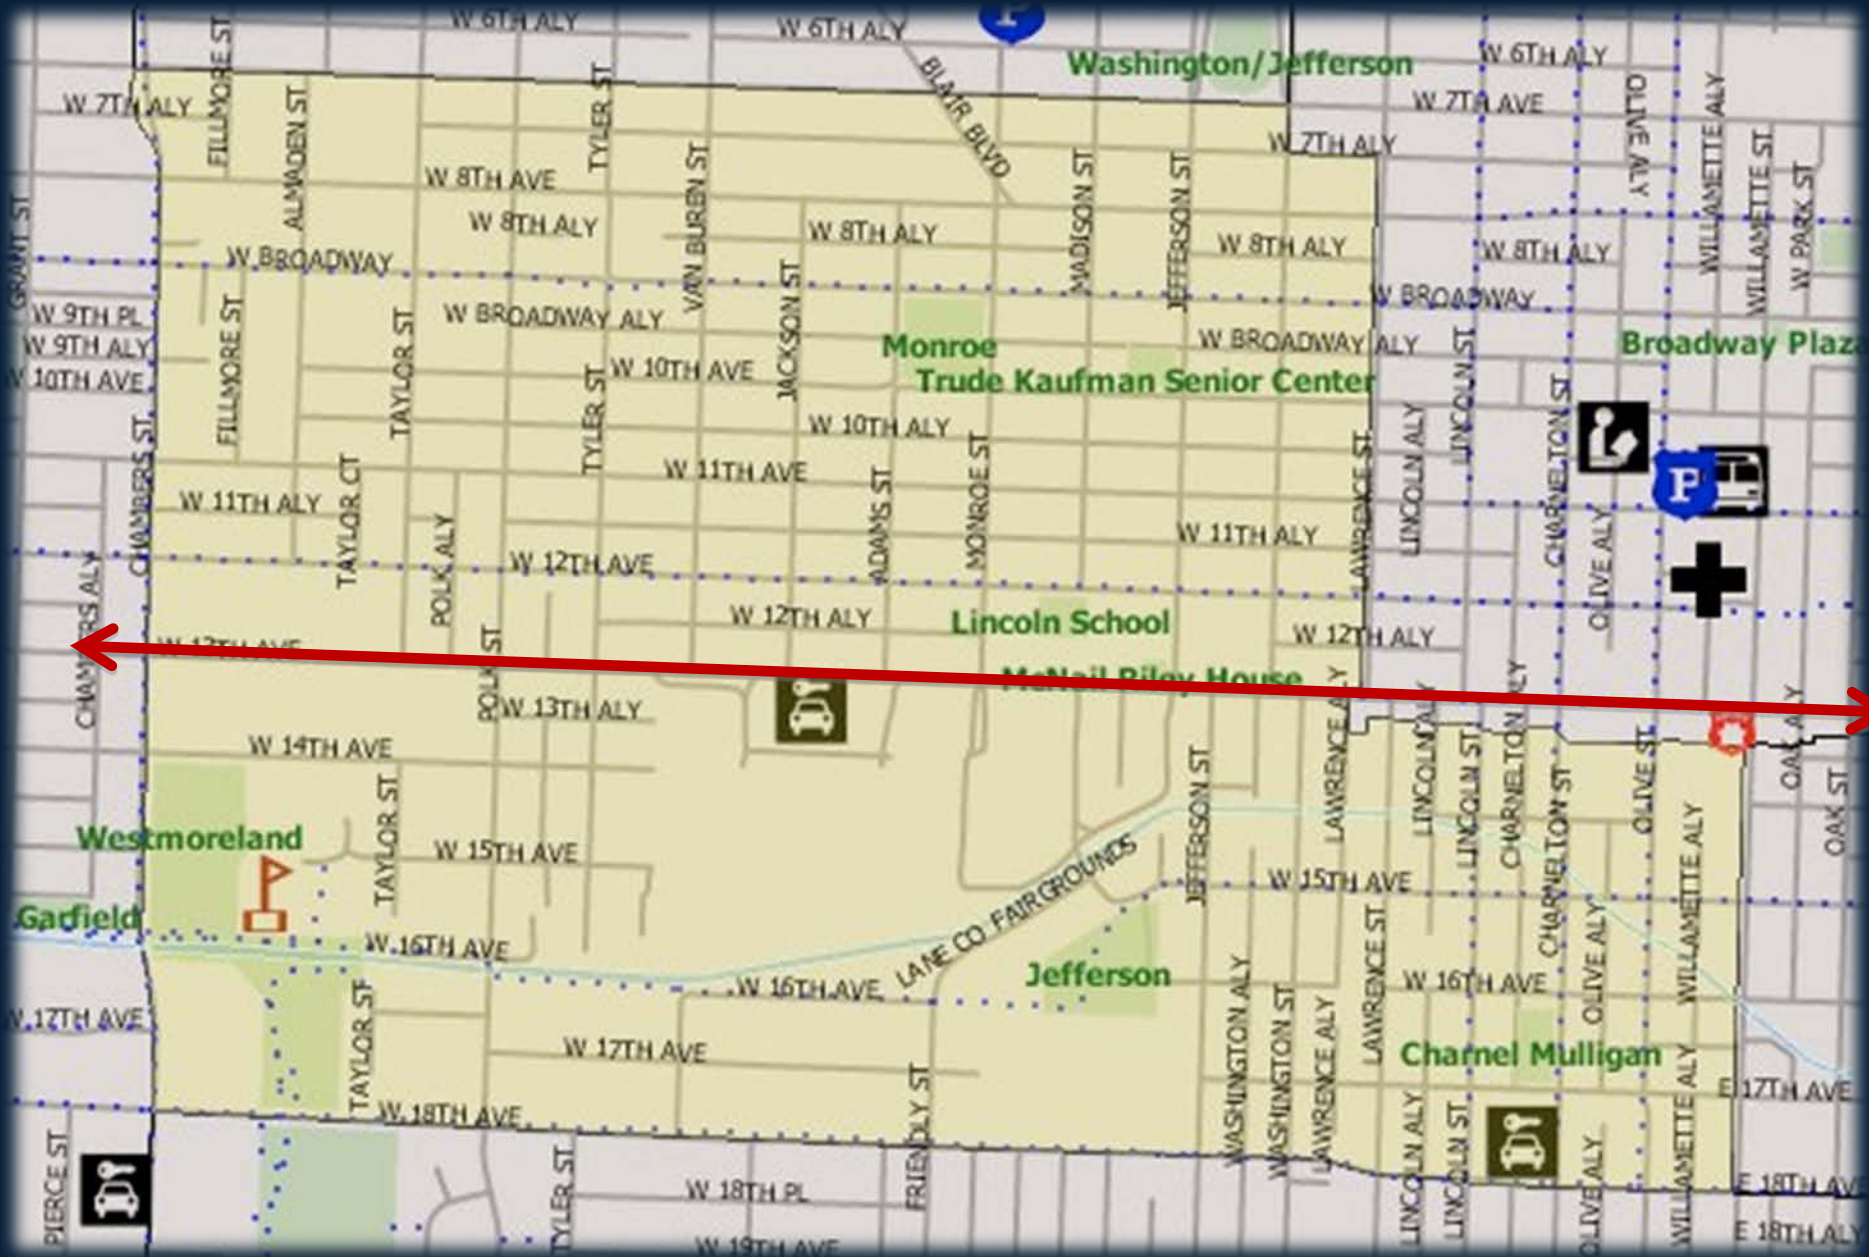 W 6TH ALY
W 6TH ALY
P
W 6TH ALY
Washington/Jefferson
W 7TH ALY
W 7TH AVE
W 7TH ALY
FILLMORE ST
ALMADEN ST
TYLER ST
BLAIR BLVD
OLIVE ALY
WILLAMETTE ALY
WILLAMETTE ST
W PARK ST
W 8TH AVE
VAN BUREN ST
MADISON ST
JEFFERSON ST
GRANT ST
W 8TH ALY
W 8TH ALY
W 8TH ALY
W 8TH ALY
W BROADWAY
W BROADWAY
W 9TH PL
W BROADWAY ALY
JACKSON ST
W 9TH ALY
Monroe
W BROADWAY ALY
Broadway Plaza
W 10TH AVE
FILLMORE ST
TAYLOR ST
TYLER ST
W 10TH AVE
Trude Kaufman Senior Center
LINCOLN ST
CHARNELTON ST
W 10TH ALY
LINCOLN ALY
CHAMBERS ST
W 11TH AVE
ADAMS ST
MONROE ST
LAWRENCE ST
P
W 11TH ALY
TAYLOR CT
POLK ALY
W 11TH ALY
OLIVE ALY
W 12TH AVE
CHAMBERS ALY
W 12TH ALY
Lincoln School
W 12TH ALY
W 13TH AVE
POLK ST
McNail Riley House
LAWRENCE ALY
LINCOLN ALY
CHARNELTON ALY
OAK ALY
W 13TH ALY
W 14TH AVE
TAYLOR ST
JEFFERSON ST
LINCOLN ST
CHARNELTON ST
OLIVE ST
WILLAMETTE ALY
OAK ST
Westmoreland
W 15TH AVE
W 15TH AVE
Garfield
W 16TH AVE
LANE CO FAIRGROUNDS
LAWRENCE ST
OLIVE ALY
W 16TH AVE
Jefferson
W 16TH AVE
W 17TH AVE
TAYLOR ST
W 17TH AVE
WASHINGTON ALY
WASHINGTON ST
LAWRENCE ALY
Charnel Mulligan
E 17TH AVE
W 18TH AVE
FRIENDLY ST
LINCOLN ALY
LINCOLN ST
OLIVE ALY
WILLAMETTE ALY
PIERCE ST
TYLER ST
W 18TH PL
E 18TH AVE
E 18TH ALY
W 19TH AVE